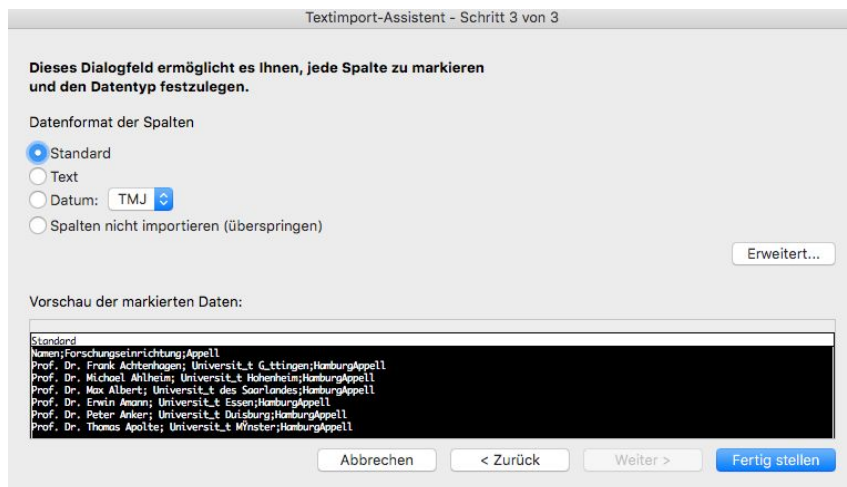 Textimport-Assistent - Schritt 3 von 3
Dieses Dialogfeld ermöglicht es Ihnen, jede Spalte zu markieren
und den Datentyp festzulegen.
Datenformat der Spalten
Standard
Text
Datum: TMJ
Spalten nicht importieren (überspringen)
Erweitert...
Vorschau der markierten Daten:
Standard
Namen;Forschungseinrichtung;Appell
Prof. Dr. Frank Achtenhagen; Universit_t G_ttingen;HamburgAppell
Prof. Dr. Michael Ahlheim; Universit_t Hohenheim;HamburgAppell
Prof. Dr. Max Albert; Universit_t des Saarlandes;HamburgAppell
Prof. Dr. Erwin Amann; Universit_t Essen;HamburgAppell
Prof. Dr. Peter Anker; Universit_t Duisburg;HamburgAppell
Prof. Dr. Thomas Apolte; Universit_t MŸnster;HamburgAppell
Abbrechen < Zurück Weiter > Fertig stellen